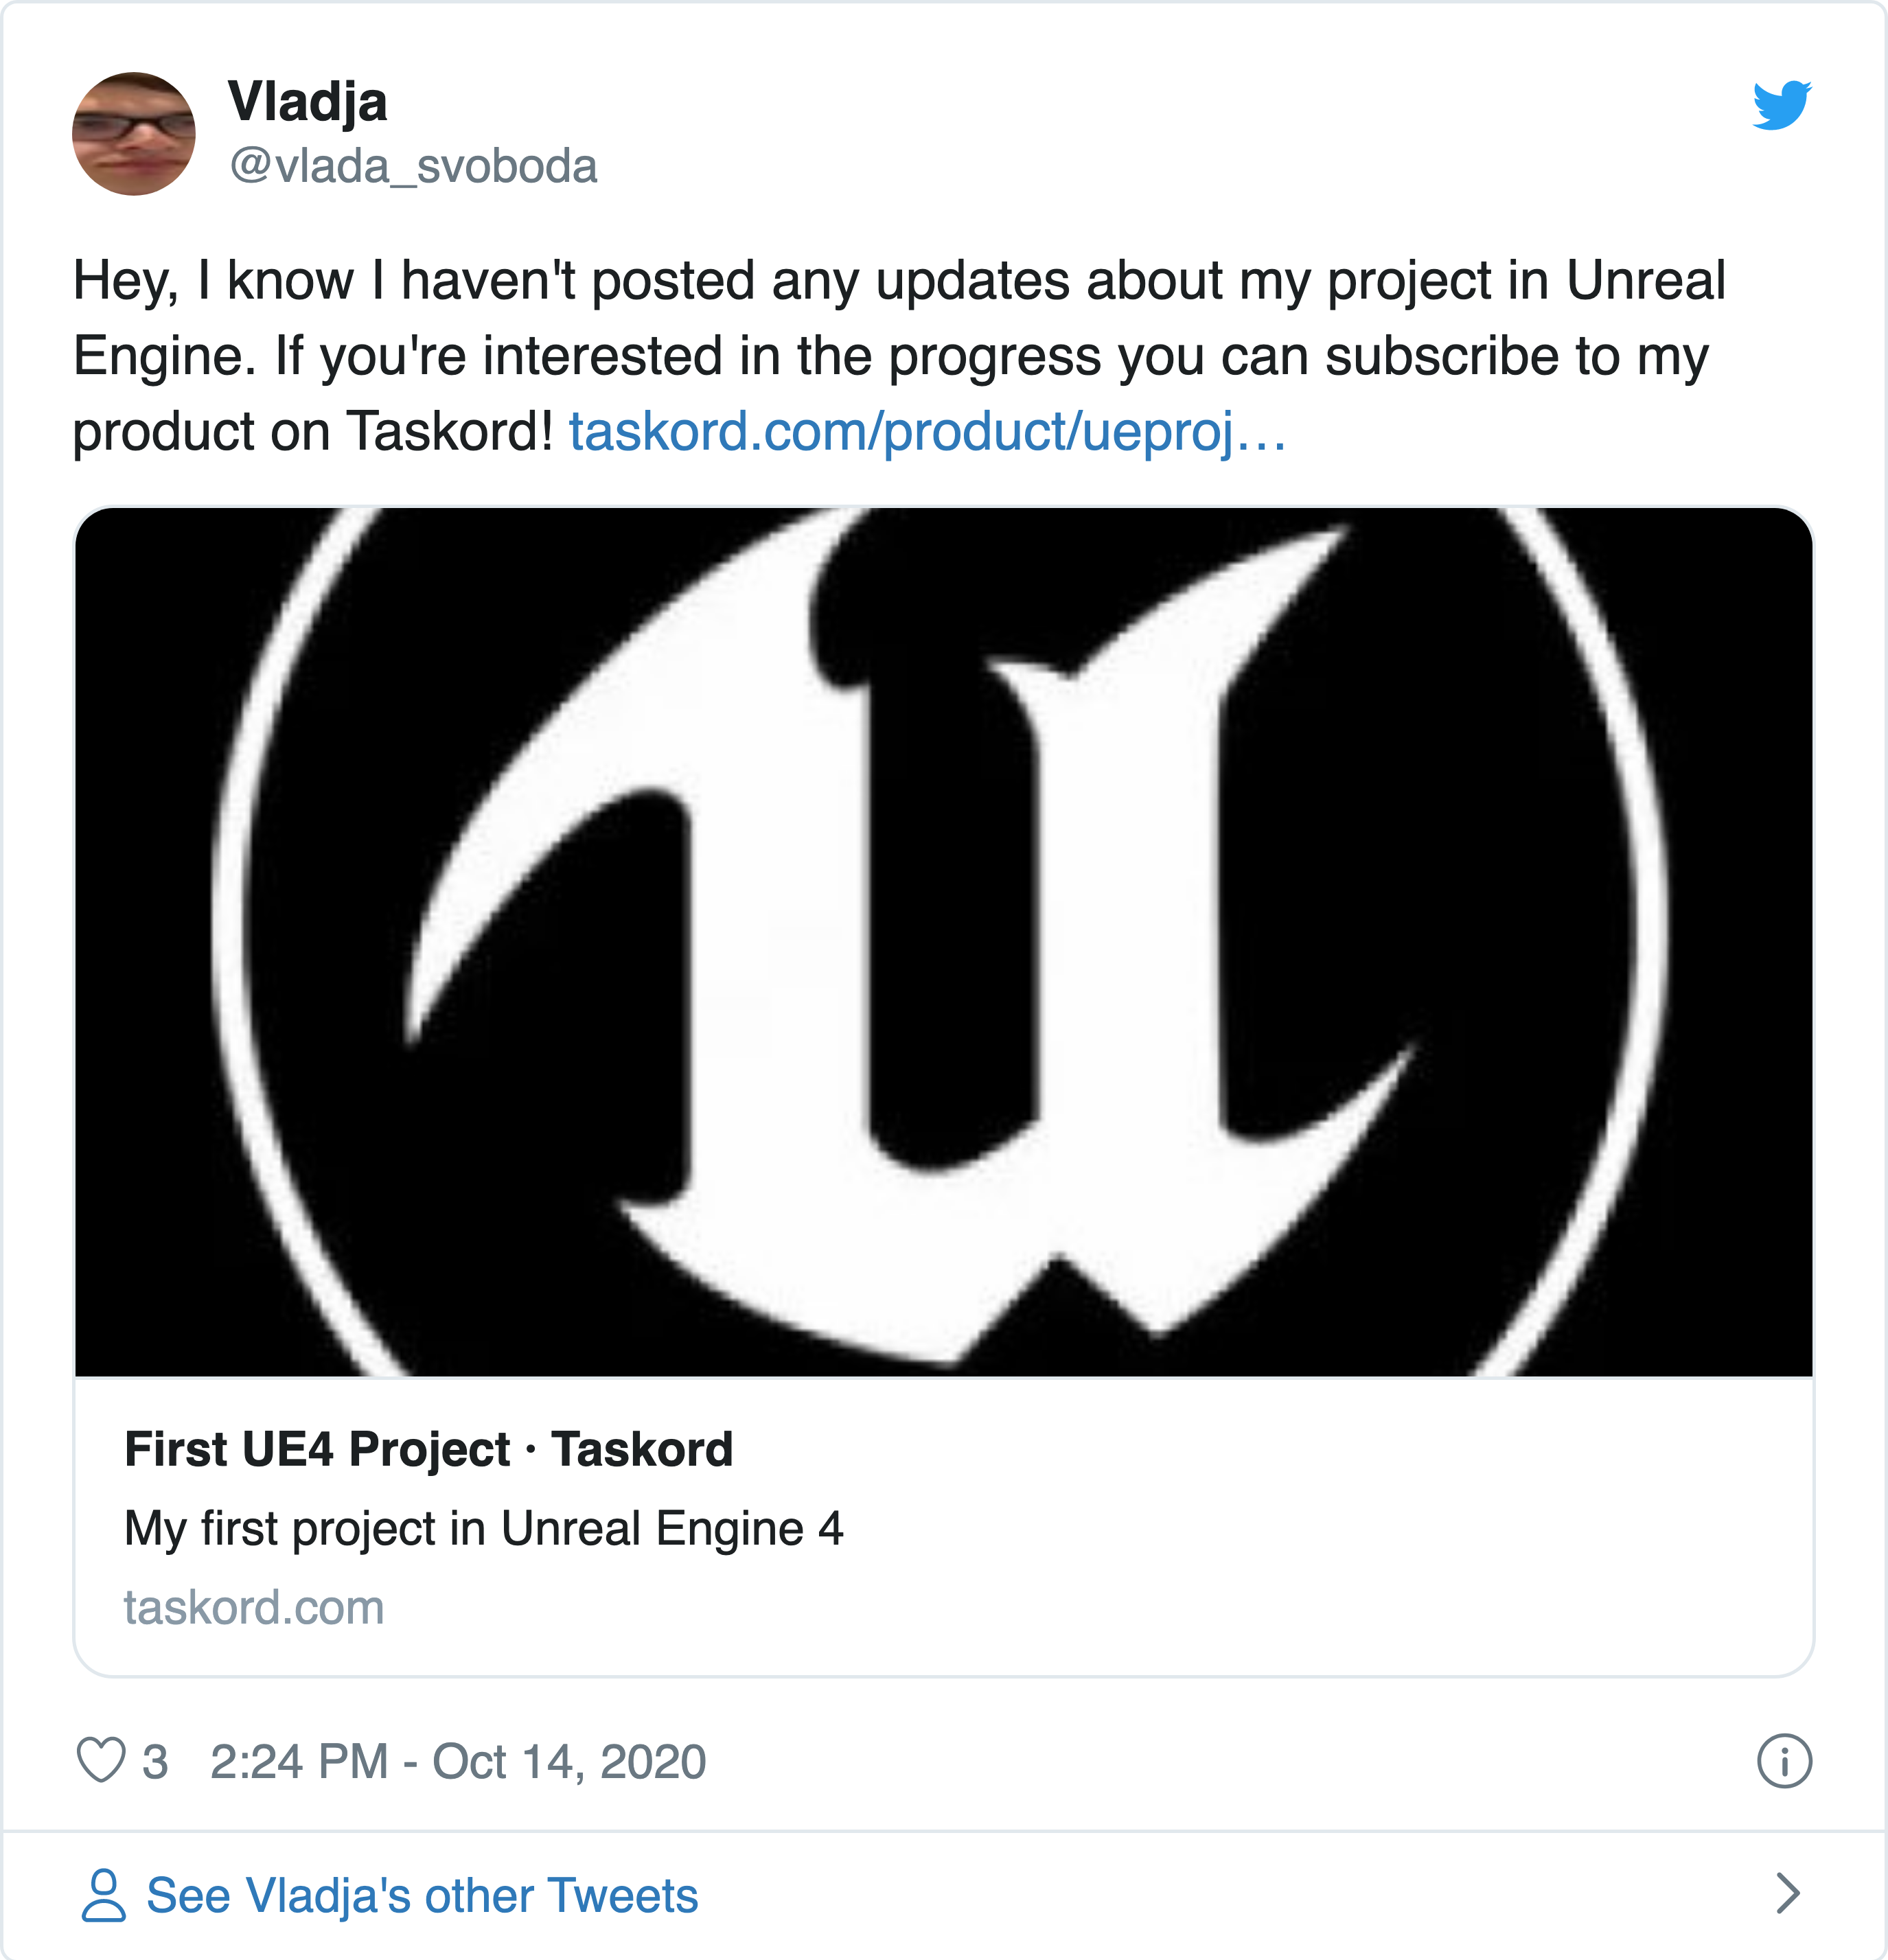 Vladja
@vlada_svoboda
Hey, I know I haven't posted any updates about my project in Unreal
Engine. If you're interested in the progress you can subscribe to my
product on Taskord! taskord.com/product/ueproj…
First UE4 Project · Taskord
My first project in Unreal Engine 4
taskord.com
3 2:24 PM - Oct 14, 2020
See Vladja's other Tweets